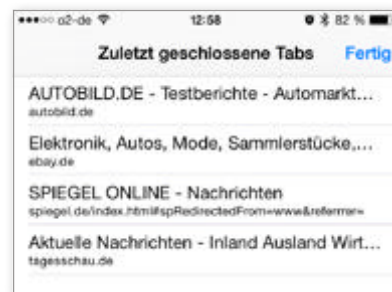 o2-de 12:58 82 %
Zuletzt geschlossene Tabs Fertig
AUTOBILD.DE - Testberichte - Automarkt...
autobild.de
Elektronik, Autos, Mode, Sammlerstücke,...
ebay.de
SPIEGEL ONLINE - Nachrichten
spiegel.de/index.html#spRedirectedFrom=www&referrer=
Aktuelle Nachrichten - Inland Ausland Wirt...
tagesschau.de